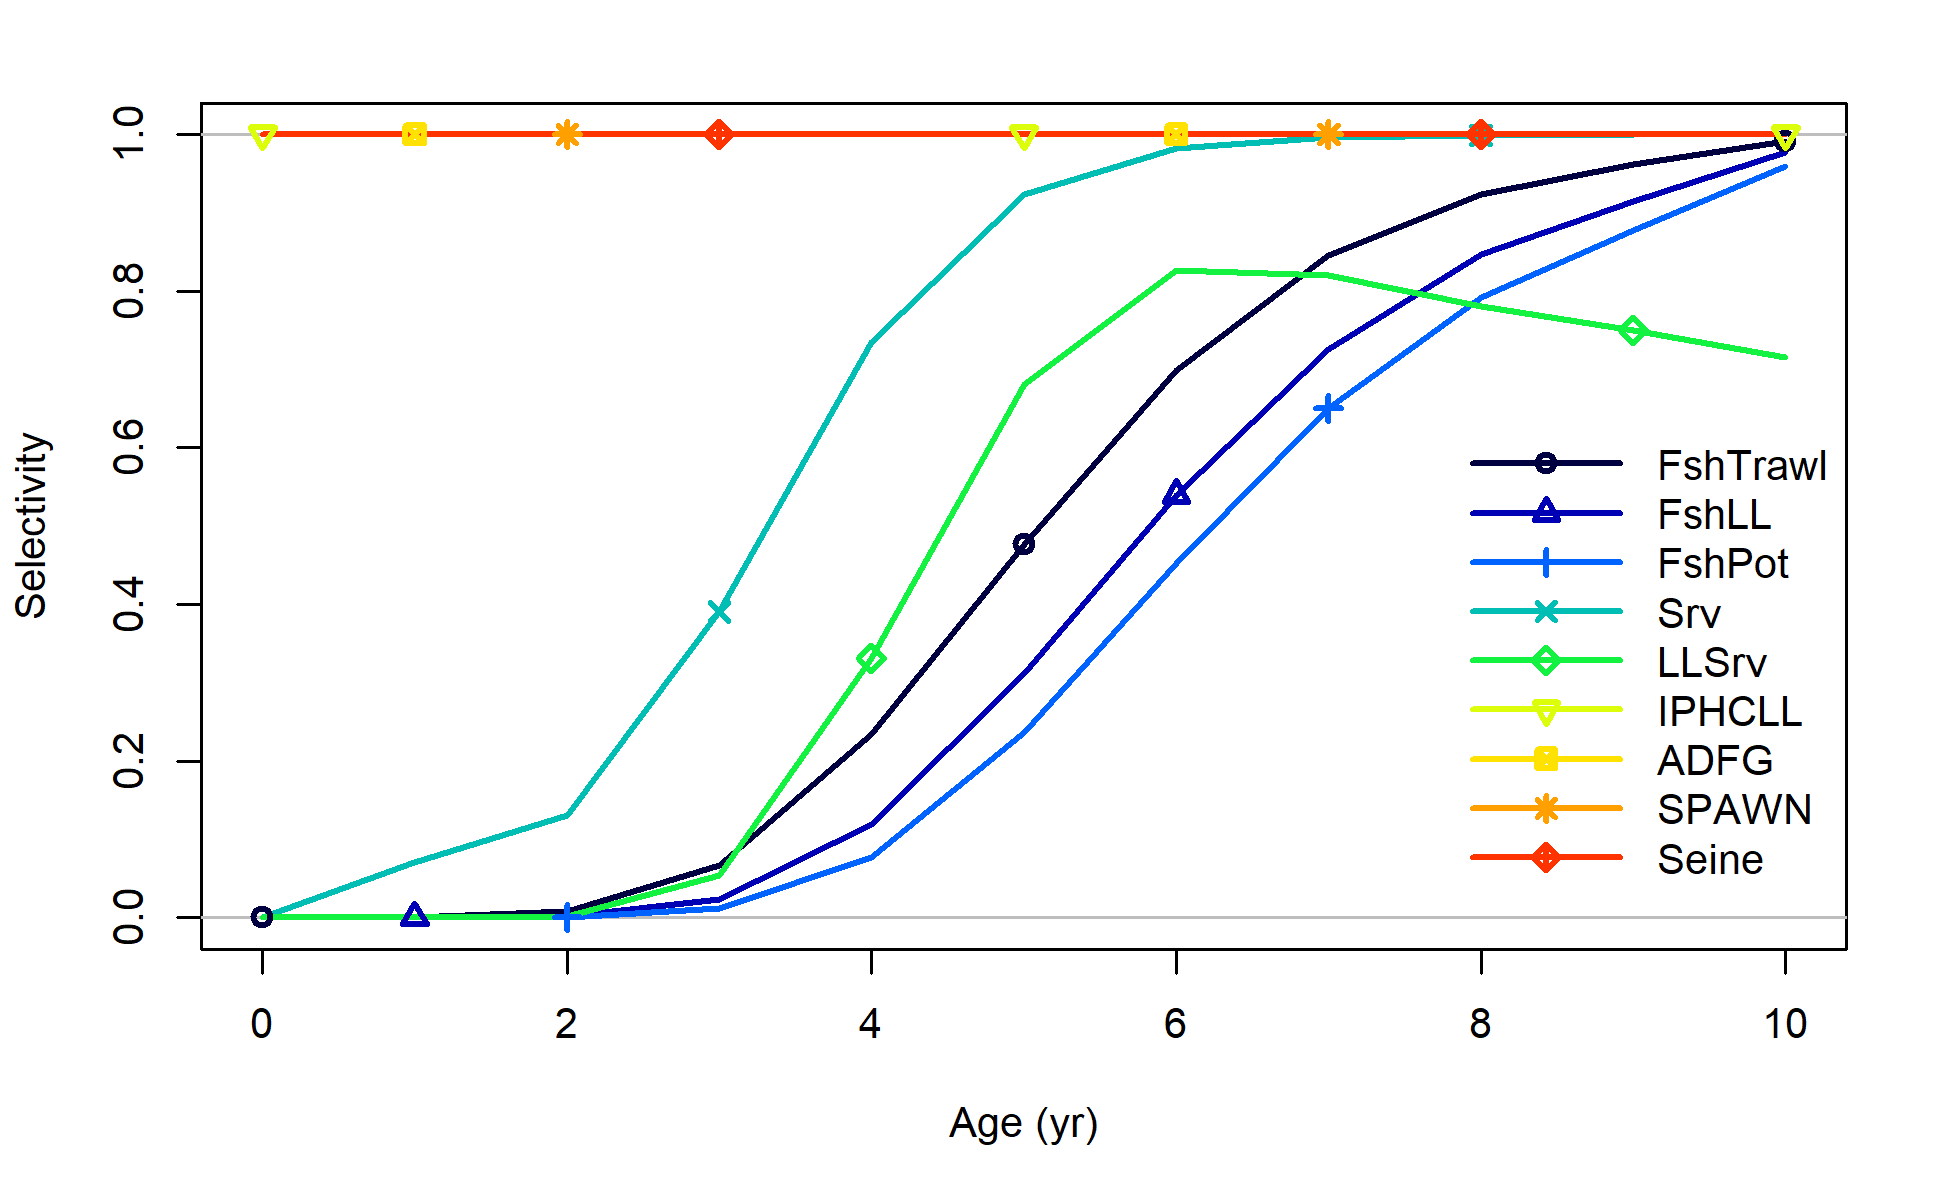 Selectivity
1.0
0.8
0.6
0.4
0.2
0.0
FshTrawl
FshLL
FshPot
Srv
LLSrv
IPHCLL
ADFG
SPAWN
Seine
0 2 4 6 8 10
Age (yr)